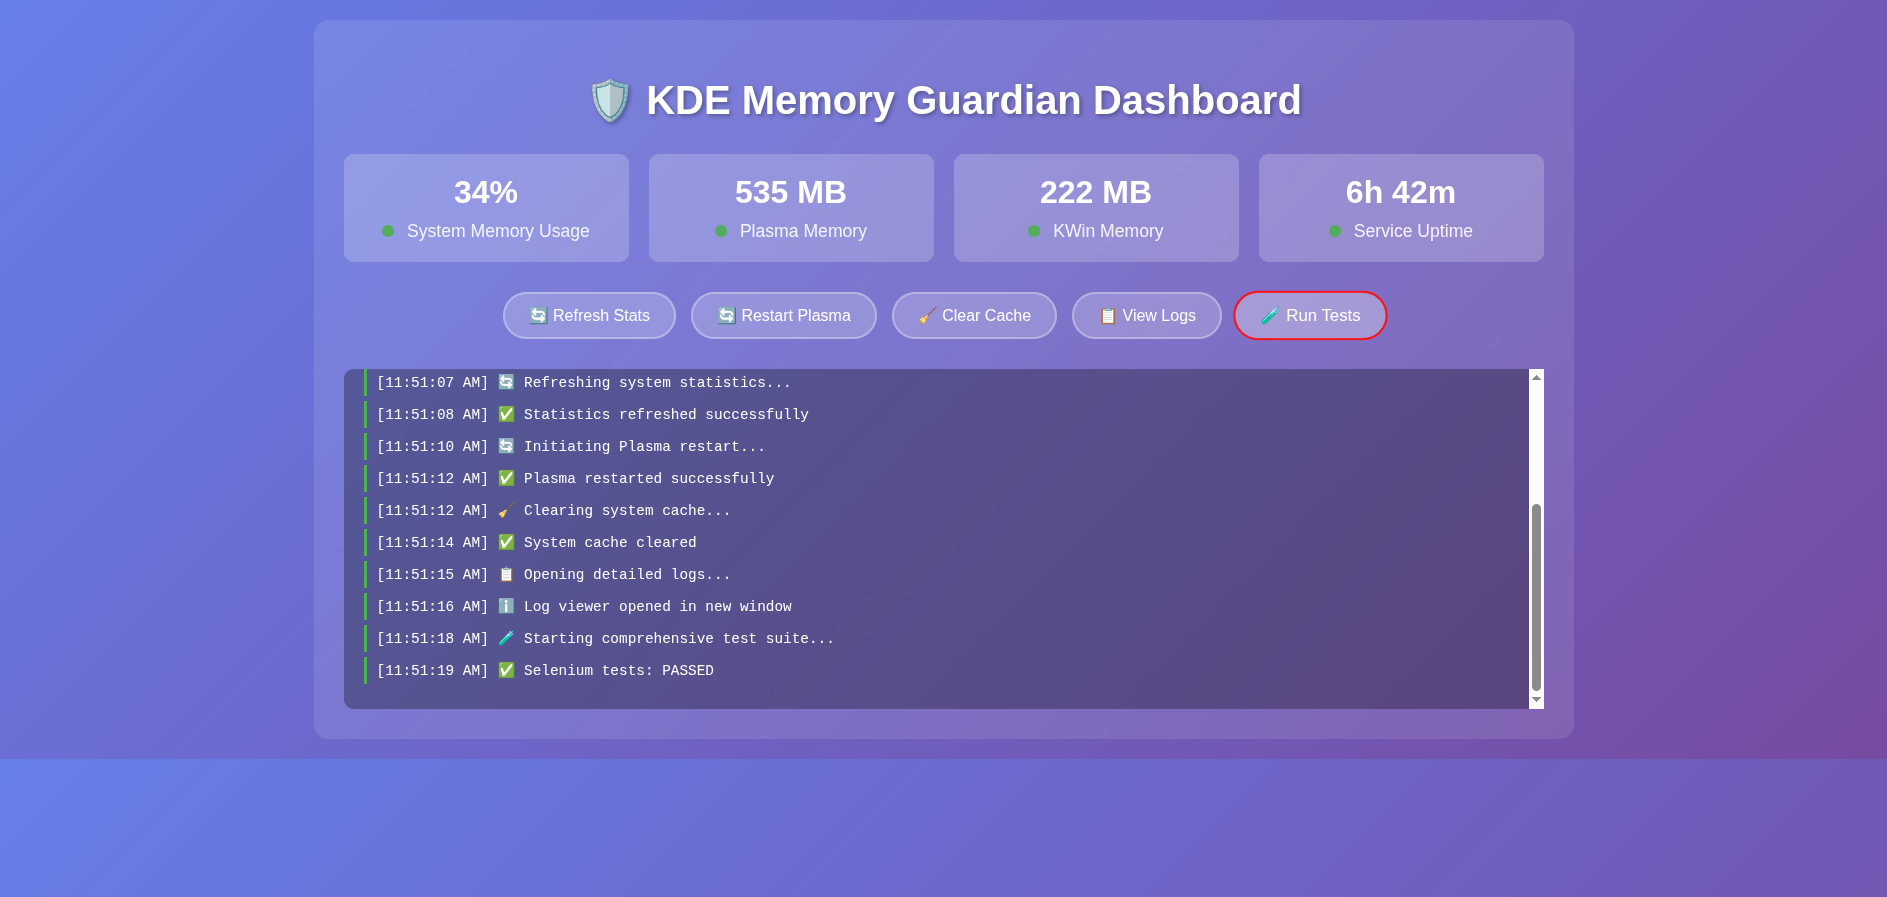 🛡️ KDE Memory Guardian Dashboard
34%
System Memory Usage
535 MB
Plasma Memory
222 MB
KWin Memory
6h 42m
Service Uptime
🔄 Refresh Stats
🔄 Restart Plasma
🧹 Clear Cache
📋 View Logs
🧪 Run Tests
[11:51:07 AM] 🔄 Refreshing system statistics...
[11:51:08 AM] ✅ Statistics refreshed successfully
[11:51:10 AM] 🔄 Initiating Plasma restart...
[11:51:12 AM] ✅ Plasma restarted successfully
[11:51:12 AM] 🧹 Clearing system cache...
[11:51:14 AM] ✅ System cache cleared
[11:51:15 AM] 📋 Opening detailed logs...
[11:51:16 AM] ℹ️ Log viewer opened in new window
[11:51:18 AM] 🧪 Starting comprehensive test suite...
[11:51:19 AM] ✅ Selenium tests: PASSED